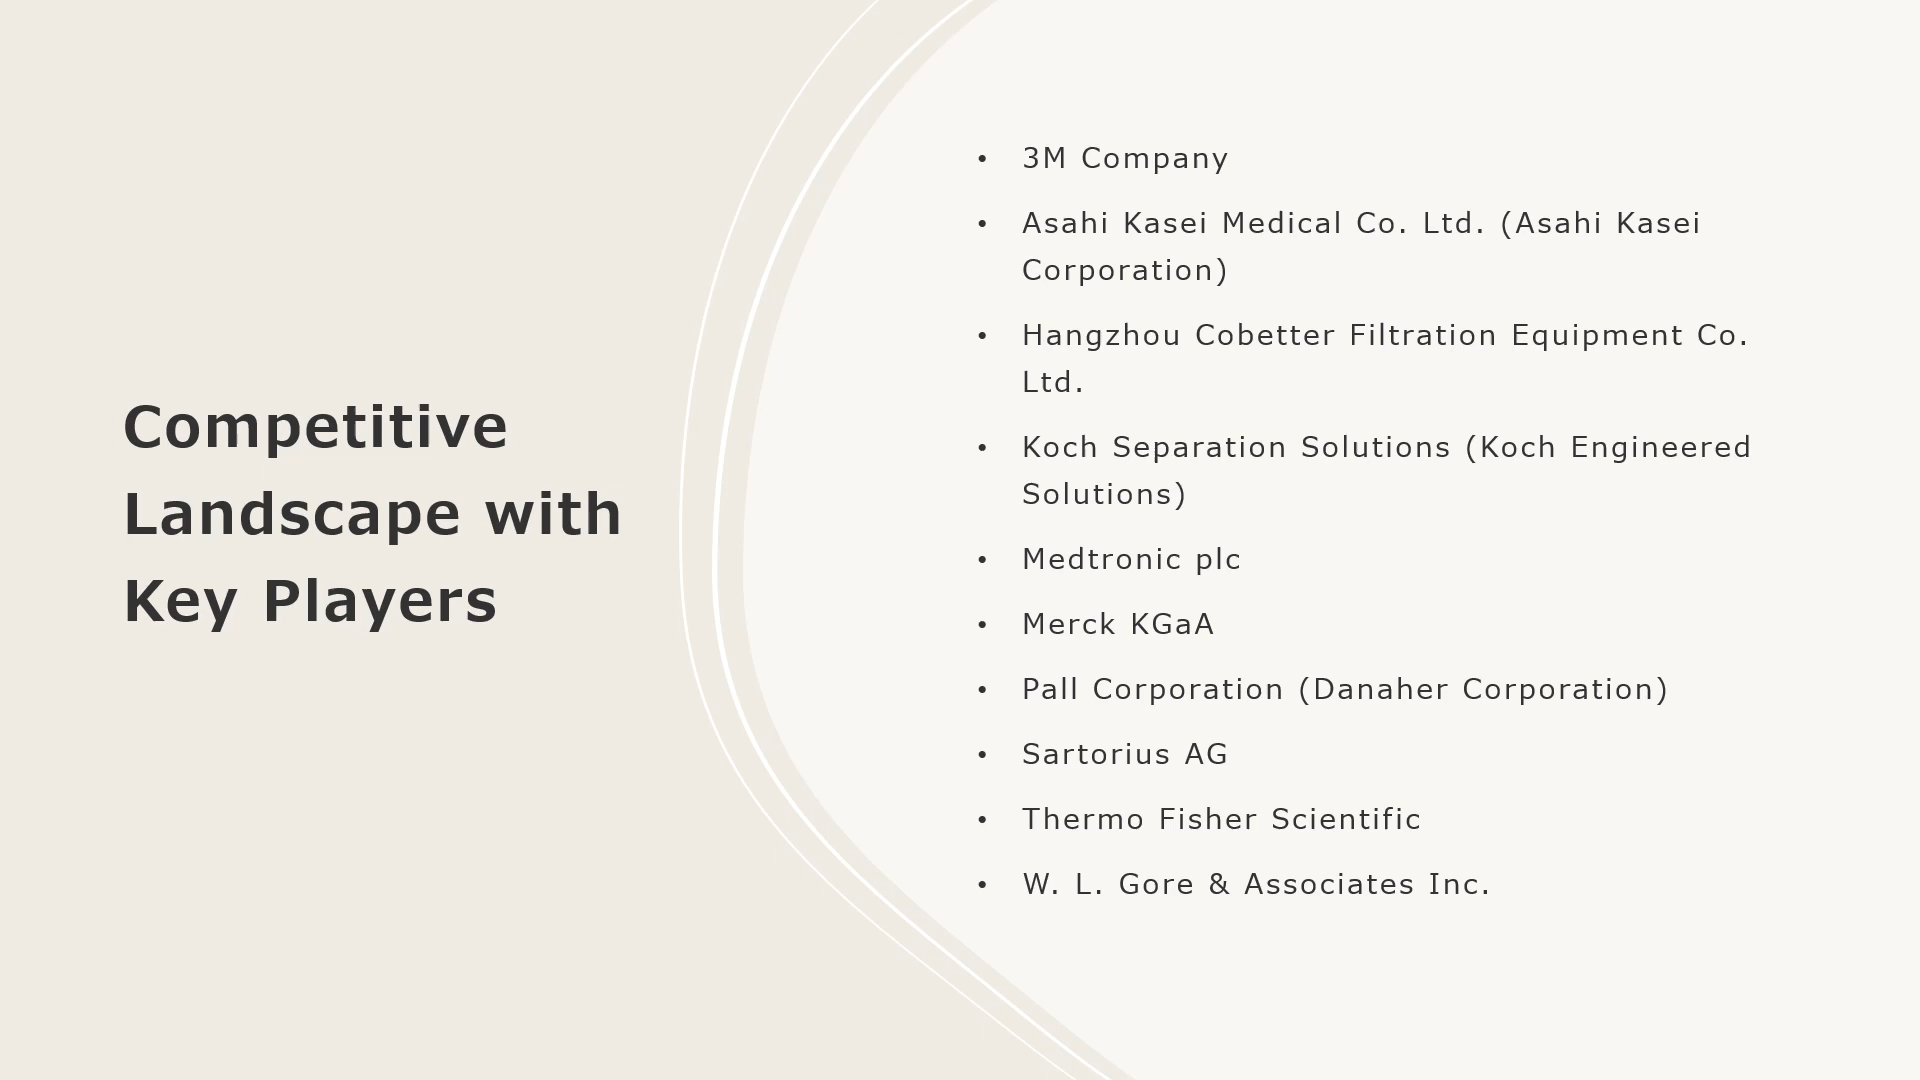 Competitive
Landscape with
Key Players
• 3M Company
• Asahi Kasei Medical Co. Ltd. (Asahi Kasei
Corporation)
• Hangzhou Cobetter Filtration Equipment Co.
Ltd.
• Koch Separation Solutions (Koch Engineered
Solutions)
• Medtronic plc
• Merck KGaA
• Pall Corporation (Danaher Corporation)
• Sartorius AG
• Thermo Fisher Scientific
• W. L. Gore & Associates Inc.